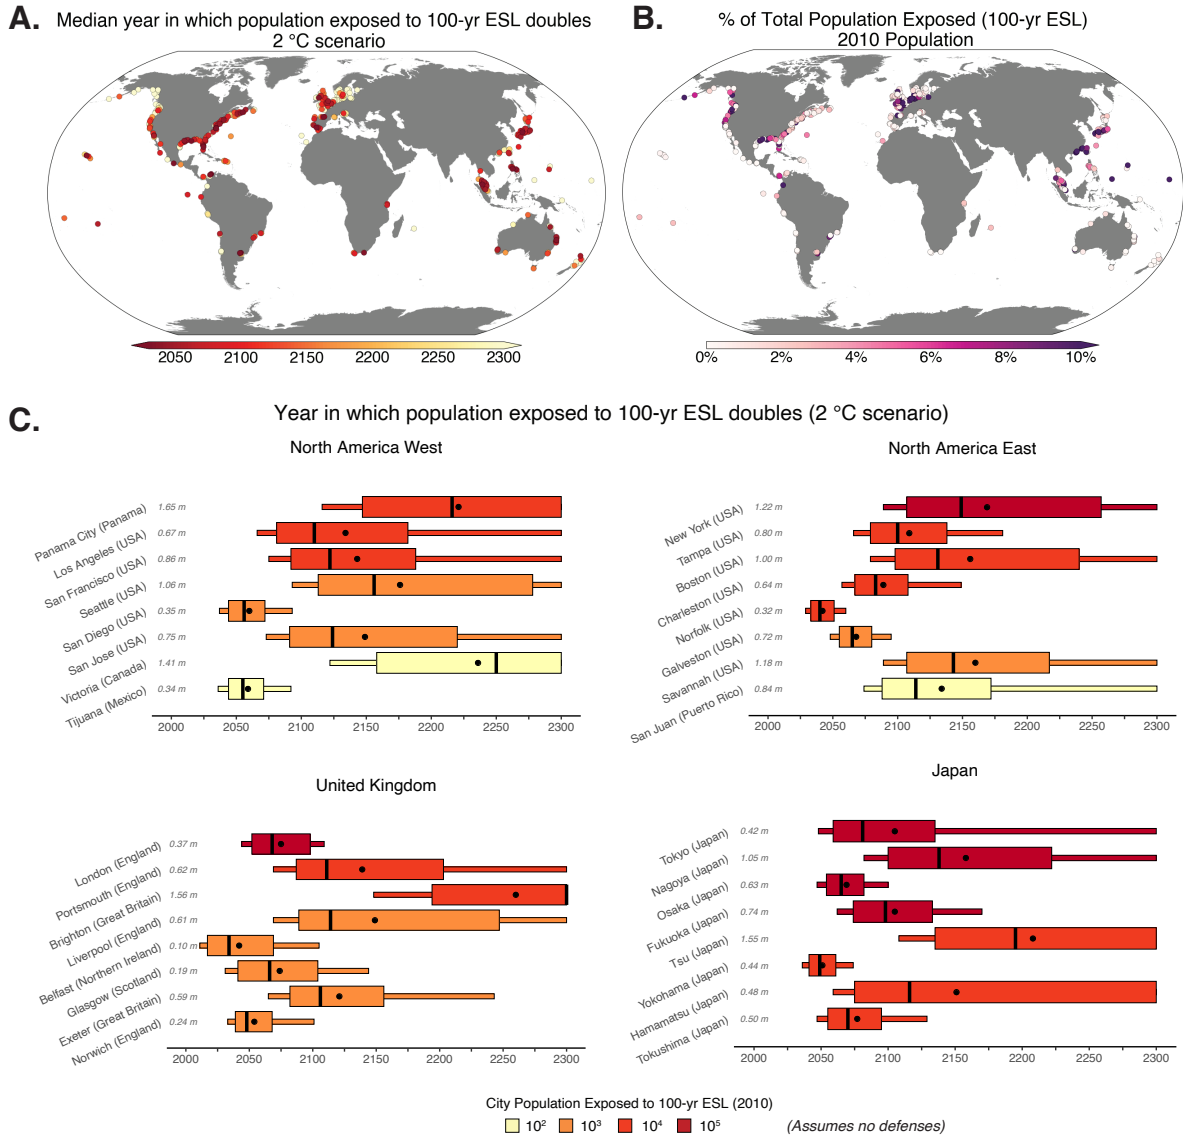 A.
Median year in which population exposed to 100-yr ESL doubles
2 °C scenario
2050 2100 2150 2200 2250 2300
B.
% of Total Population Exposed (100-yr ESL)
2010 Population
0% 2% 4% 6% 8% 10%
C.
Year in which population exposed to 100-yr ESL doubles (2 °C scenario)
North America West
Panama City (Panama) 1.65 m
Los Angeles (USA) 0.67 m
San Francisco (USA) 0.86 m
Seattle (USA) 1.06 m
San Diego (USA) 0.35 m
San Jose (USA) 0.75 m
Victoria (Canada) 1.41 m
Tijuana (Mexico) 0.34 m
2000 2050 2100 2150 2200 2250 2300
North America East
New York (USA) 1.22 m
Tampa (USA) 0.80 m
Boston (USA) 1.00 m
Charleston (USA) 0.64 m
Norfolk (USA) 0.32 m
Galveston (USA) 0.72 m
Savannah (USA) 1.18 m
San Juan (Puerto Rico) 0.84 m
2000 2050 2100 2150 2200 2250 2300
United Kingdom
London (England) 0.37 m
Portsmouth (England) 0.62 m
Brighton (Great Britain) 1.56 m
Liverpool (England) 0.61 m
Belfast (Northern Ireland) 0.10 m
Glasgow (Scotland) 0.19 m
Exeter (Great Britain) 0.59 m
Norwich (England) 0.24 m
2000 2050 2100 2150 2200 2250 2300
Japan
Tokyo (Japan) 0.42 m
Nagoya (Japan) 1.05 m
Osaka (Japan) 0.63 m
Fukuoka (Japan) 0.74 m
Tsu (Japan) 1.55 m
Yokohama (Japan) 0.44 m
Hamamatsu (Japan) 0.48 m
Tokushima (Japan) 0.50 m
2000 2050 2100 2150 2200 2250 2300
City Population Exposed to 100-yr ESL (2010)
10² 10³ 10⁴ 10⁵ (Assumes no defenses)